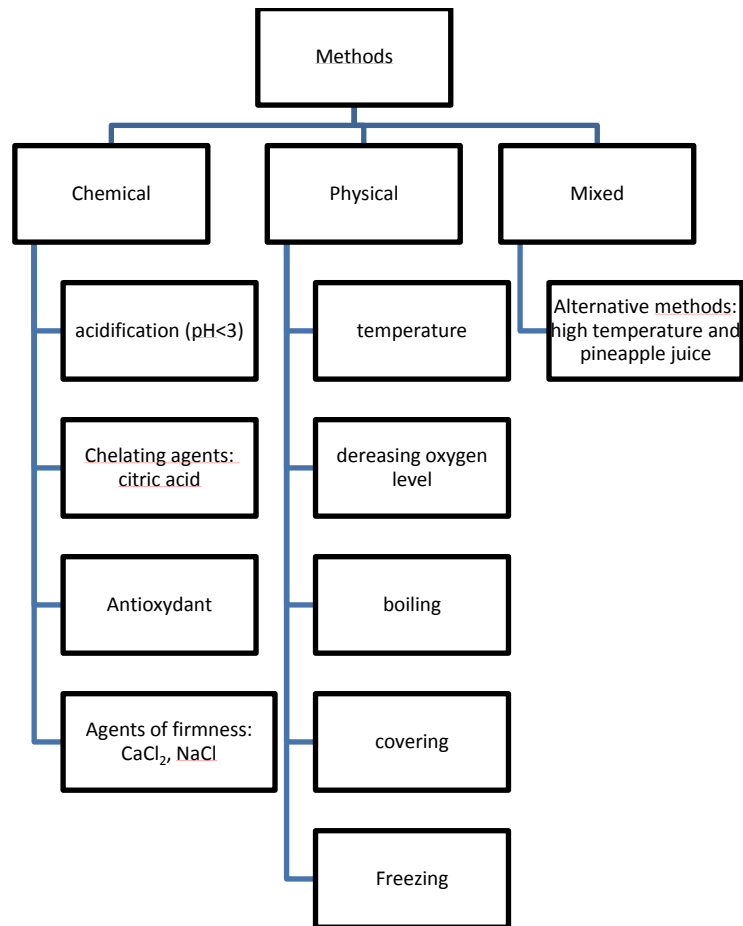 Methods
Chemical
Physical
Mixed
acidification (pH<3)
Chelating agents:
citric acid
Antioxydant
Agents of firmness:
CaCl₂, NaCl
temperature
dereasing oxygen
level
boiling
covering
Freezing
Alternative methods:
high temperature and
pineapple juice